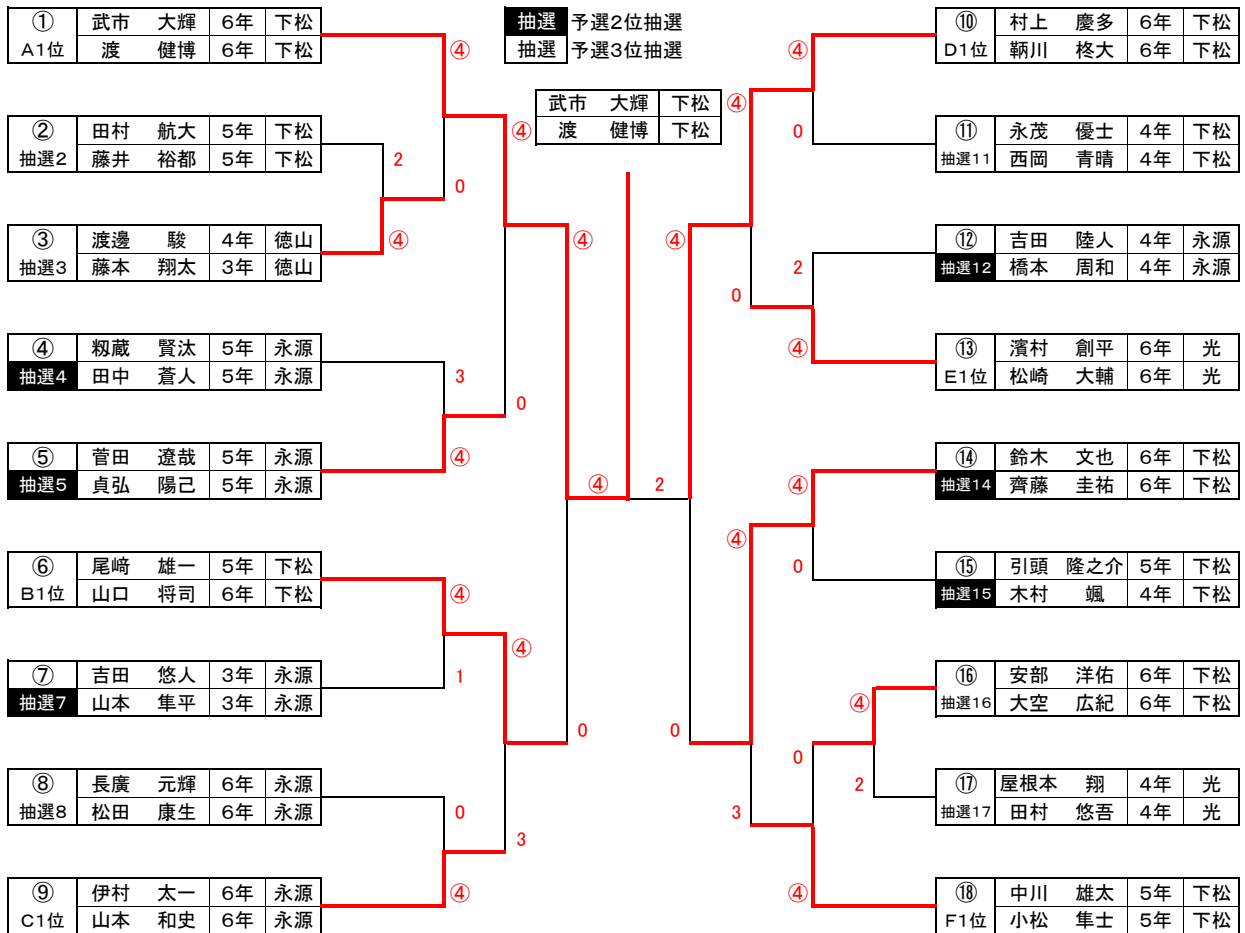 ① 武市 大輝 6年 下松
A1位 渡 健博 6年 下松
④
② 田村 航大 5年 下松
抽選2 藤井 裕都 5年 下松
2
0
③ 渡邊 駿 4年 徳山
抽選3 藤本 翔太 3年 徳山
④
④
④ 籾蔵 賢汰 5年 永源
抽選4 田中 蒼人 5年 永源
3
0
⑤ 菅田 遼哉 5年 永源
抽選5 貞弘 陽己 5年 永源
④
④
⑥ 尾﨑 雄一 5年 下松
B1位 山口 将司 6年 下松
④
④
⑦ 吉田 悠人 3年 永源
抽選7 山本 隼平 3年 永源
1
0
⑧ 長廣 元輝 6年 永源
抽選8 松田 康生 6年 永源
0
3
⑨ 伊村 太一 6年 永源
C1位 山本 和史 6年 永源
④
抽選 予選2位抽選
抽選 予選3位抽選
武市 大輝 下松
渡 健博 下松
④
④
2
⑩ 村上 慶多 6年 下松
D1位 鞆川 柊大 6年 下松
④
④
0
⑪ 永茂 優士 4年 下松
抽選11 西岡 青晴 4年 下松
④
⑫ 吉田 陸人 4年 永源
抽選12 橋本 周和 4年 永源
2
0
④
⑬ 濱村 創平 6年 光
E1位 松崎 大輔 6年 光
⑭ 鈴木 文也 6年 下松
抽選14 齊藤 圭祐 6年 下松
④
④
0
⑮ 引頭 隆之介 5年 下松
抽選15 木村 颯 4年 下松
⑯ 安部 洋佑 6年 下松
抽選16 大空 広紀 6年 下松
④
0
0
2
⑰ 屋根本 翔 4年 光
抽選17 田村 悠吾 4年 光
3
④
⑱ 中川 雄太 5年 下松
F1位 小松 隼士 5年 下松